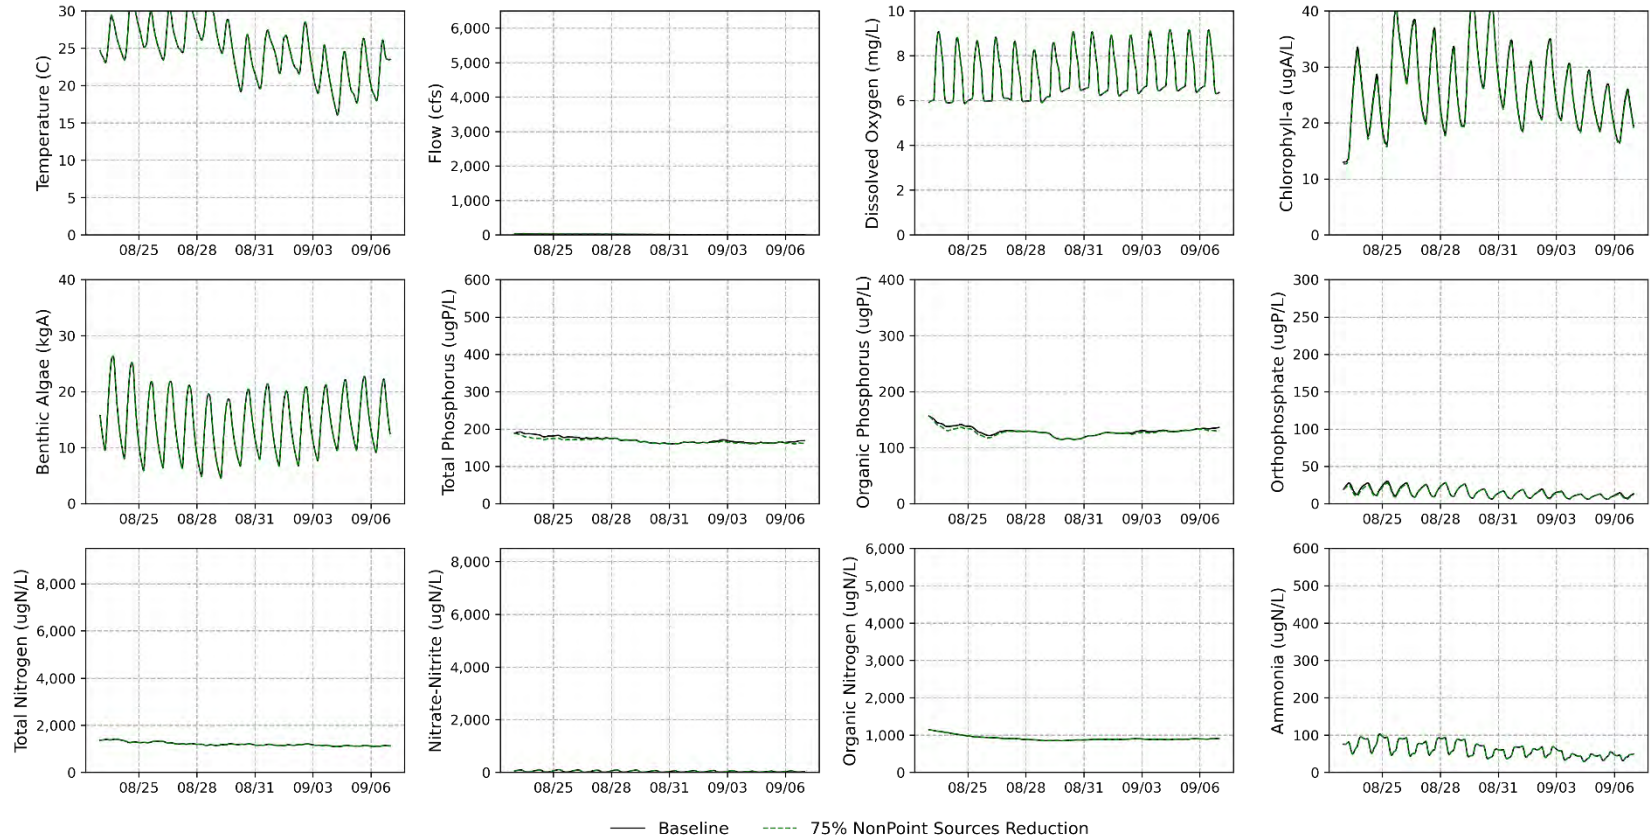 Temperature (C)
30
25
20
15
10
5
0
08/25 08/28 08/31 09/03 09/06
Flow (cfs)
6,000
5,000
4,000
3,000
2,000
1,000
0
08/25 08/28 08/31 09/03 09/06
Dissolved Oxygen (mg/L)
10
8
6
4
2
0
08/25 08/28 08/31 09/03 09/06
Chlorophyll-a (ugA/L)
40
30
20
10
0
08/25 08/28 08/31 09/03 09/06
Benthic Algae (kgA)
40
30
20
10
0
08/25 08/28 08/31 09/03 09/06
Total Phosphorus (ugP/L)
600
500
400
300
200
100
0
08/25 08/28 08/31 09/03 09/06
Organic Phosphorus (ugP/L)
400
300
200
100
0
08/25 08/28 08/31 09/03 09/06
Orthophosphate (ugP/L)
300
250
200
150
100
50
0
08/25 08/28 08/31 09/03 09/06
Total Nitrogen (ugN/L)
8,000
6,000
4,000
2,000
0
08/25 08/28 08/31 09/03 09/06
Nitrate-Nitrite (ugN/L)
8,000
6,000
4,000
2,000
0
08/25 08/28 08/31 09/03 09/06
Organic Nitrogen (ugN/L)
6,000
5,000
4,000
3,000
2,000
1,000
0
08/25 08/28 08/31 09/03 09/06
Ammonia (ugN/L)
600
500
400
300
200
100
0
08/25 08/28 08/31 09/03 09/06
Baseline 75% NonPoint Sources Reduction